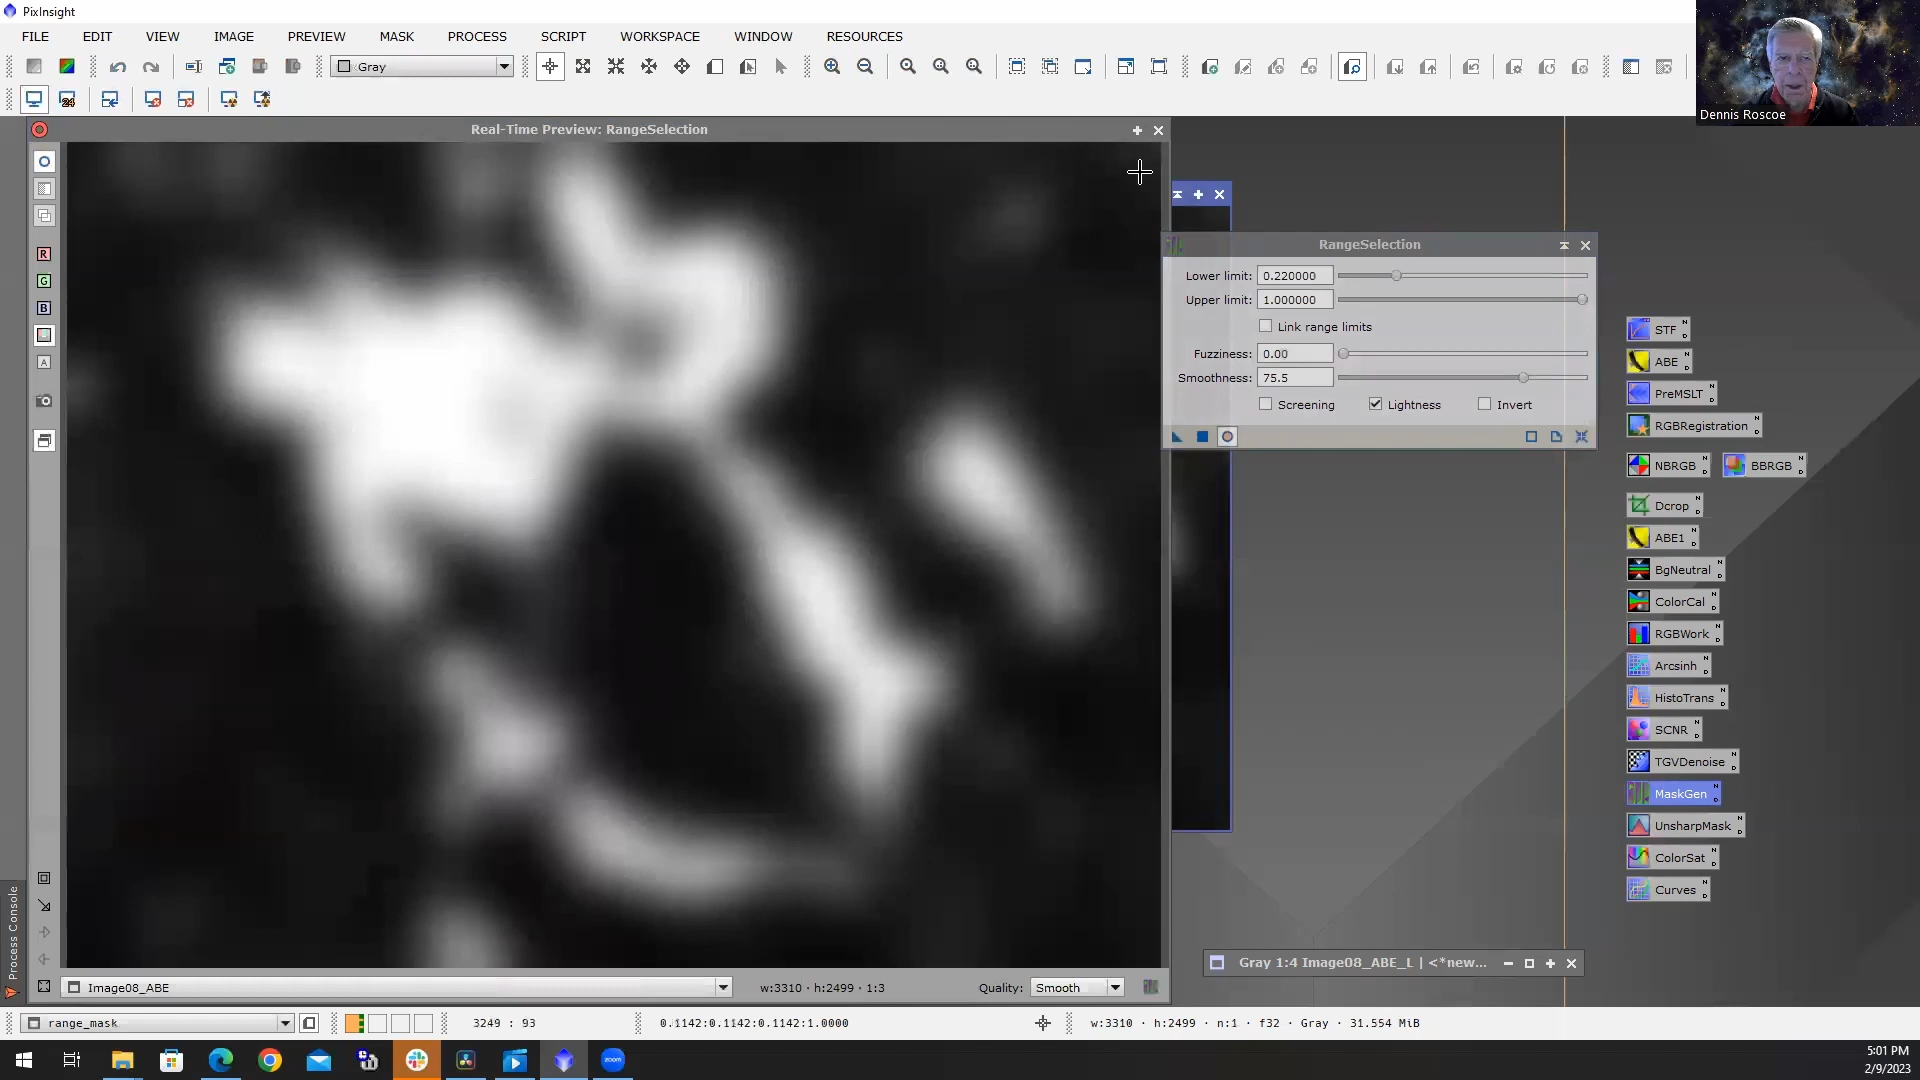 PixInsight
FILE EDIT VIEW IMAGE PREVIEW MASK PROCESS SCRIPT WORKSPACE WINDOW RESOURCES
Gray
24
Dennis Roscoe
Real-Time Preview: RangeSelection
RangeSelection
Lower limit: 0.220000
Upper limit: 1.000000
Link range limits
Fuzziness: 0.00
Smoothness: 75.5
Screening Lightness Invert
R
G
B
A
STF
ABE
PreMSLT
RGBRegistration
NBRGB BBRGB
Dcrop
ABE1
BgNeutral
ColorCal
RGBWork
Arcsinh
HistoTrans
SCNR
TGVDenoise
MaskGen
UnsharpMask
ColorSat
Curves
Process Console
Gray 1:4 Image08_ABE_L | <*new...
Image08_ABE w:3310 · h:2499 · 1:3 Quality: Smooth
range_mask 3249 : 93 0.1142:0.1142:0.1142:1.0000 w:3310 · h:2499 · n:1 · f32 · Gray · 31.554 MiB
zoom
5:01 PM
2/9/2023